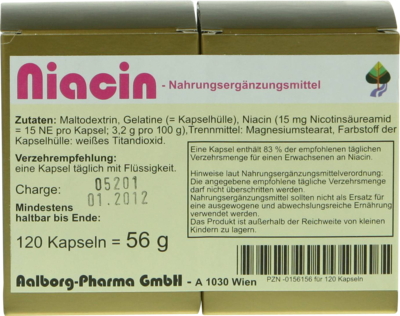 Niacin - Nahrungsergänzungsmittel
Zutaten: Maltodextrin, Gelatine (= Kapselhülle), Niacin (15 mg Nicotinsäureamid
= 15 NE pro Kapsel; 3,2 g pro 100 g),Trennmittel: Magnesiumstearat, Farbstoff der
Kapselhülle: weißes Titandioxid.
Verzehrempfehlung:
eine Kapsel täglich mit Flüssigkeit.
Charge: 05201
01.2012
Mindestens
haltbar bis Ende:
120 Kapseln = 56 g
Eine Kapsel enthält 83 % der empfohlenen täglichen
Verzehrsmenge für einen Erwachsenen an Niacin.
Hinweise laut Nahrungsergänzungsmittelverordnung:
Die angegebene empfohlene tägliche Verzehrsmenge
darf nicht überschritten werden.
Nahrungsergänzungsmittel sollten nicht als Ersatz für
eine ausgewogene und abwechslungsreiche Ernährung
verwendet werden.
Das Produkt ist außerhalb der Reichweite von kleinen
Kindern zu lagern.
Aalborg-Pharma GmbH - A 1030 Wien
PZN -0156156 für 120 Kapseln